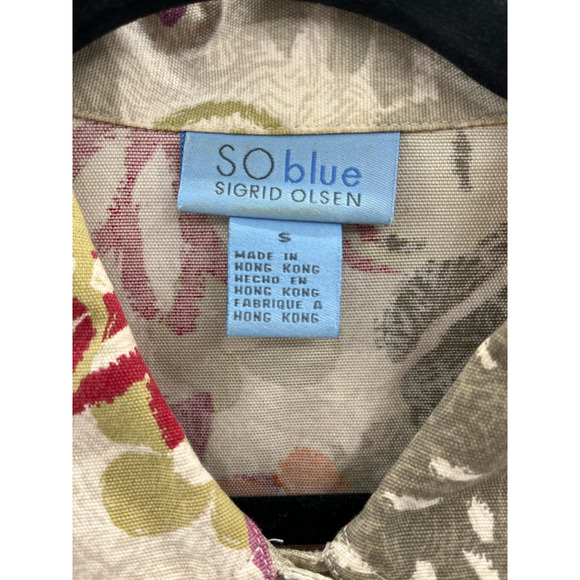 SO blue
SIGRID OLSEN
S
MADE IN
HONG KONG
HECHO EN
HONG KONG
FABRIQUE A
HONG KONG